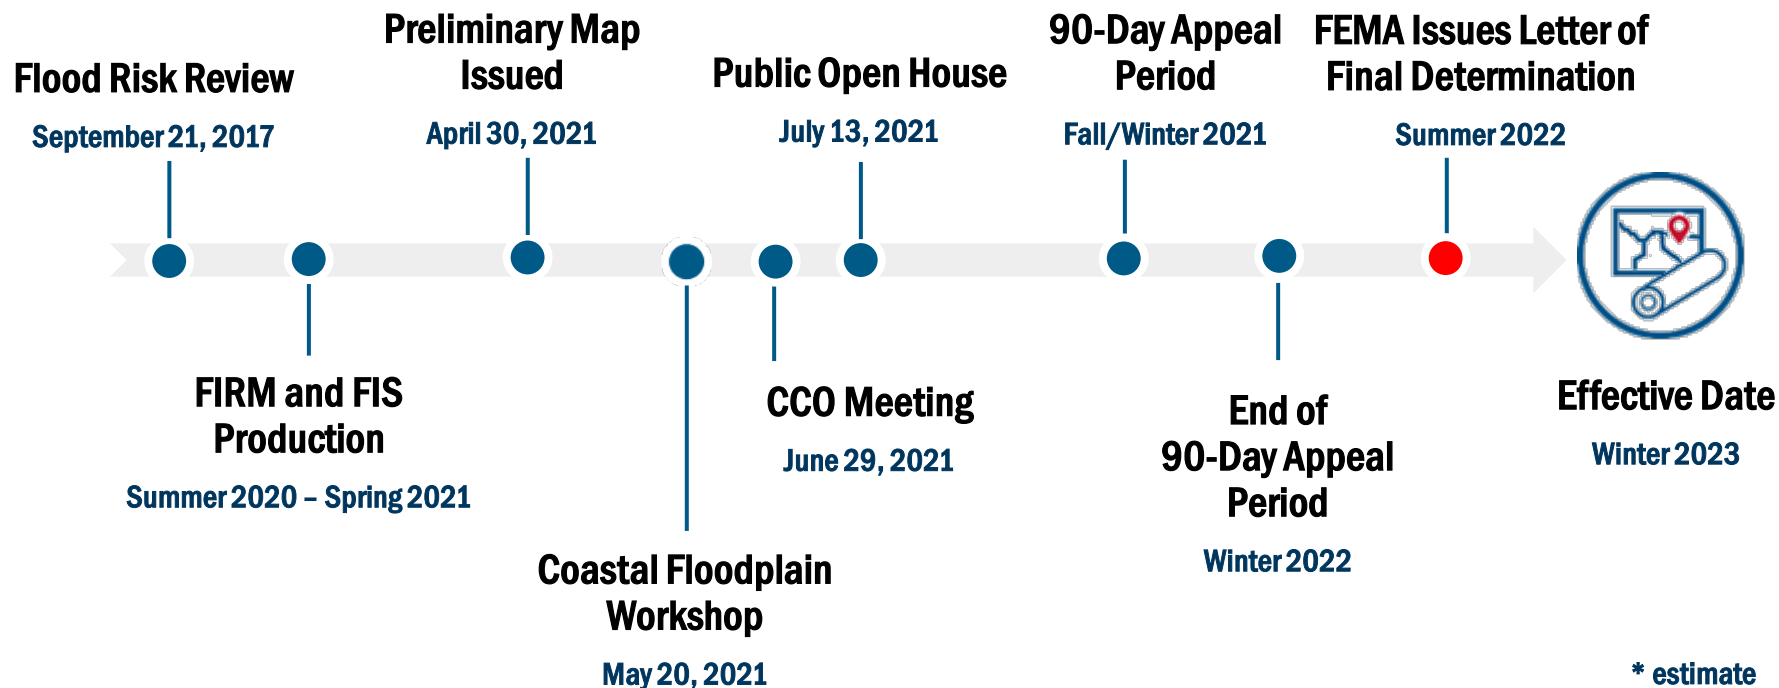 Flood Risk Review
September 21, 2017
FIRM and FIS
Production
Summer 2020 – Spring 2021
Preliminary Map
Issued
April 30, 2021
Coastal Floodplain
Workshop
May 20, 2021
CCO Meeting
June 29, 2021
Public Open House
July 13, 2021
90-Day Appeal
Period
Fall/Winter 2021
End of
90-Day Appeal
Period
Winter 2022
FEMA Issues Letter of
Final Determination
Summer 2022
Effective Date
Winter 2023
* estimate